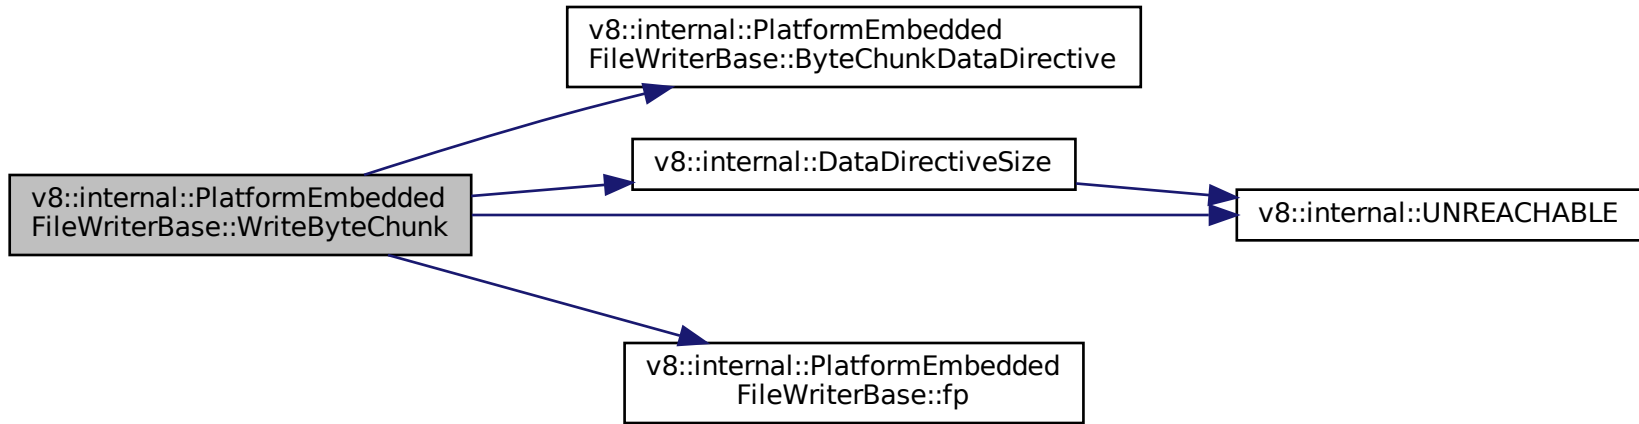 v8::internal::PlatformEmbedded
FileWriterBase::ByteChunkDataDirective
v8::internal::DataDirectiveSize
v8::internal::PlatformEmbedded
FileWriterBase::WriteByteChunk
v8::internal::UNREACHABLE
v8::internal::PlatformEmbedded
FileWriterBase::fp